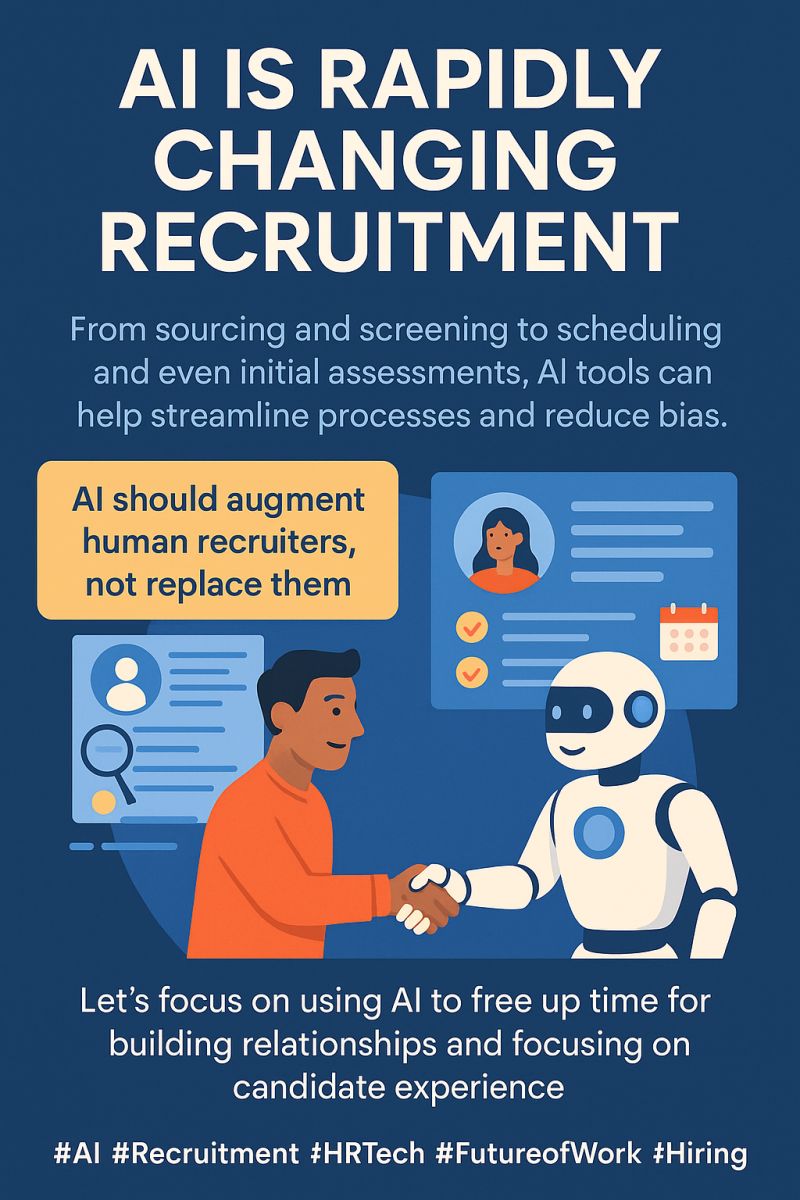 AI IS RAPIDLY
CHANGING
RECRUITMENT
From sourcing and screening to scheduling
and even initial assessments, AI tools can
help streamline processes and reduce bias.
AI should augment
human recruiters,
not replace them
Let's focus on using AI to free up time for
building relationships and focusing on
candidate experience
#AI #Recruitment #HRTech #FutureofWork #Hiring